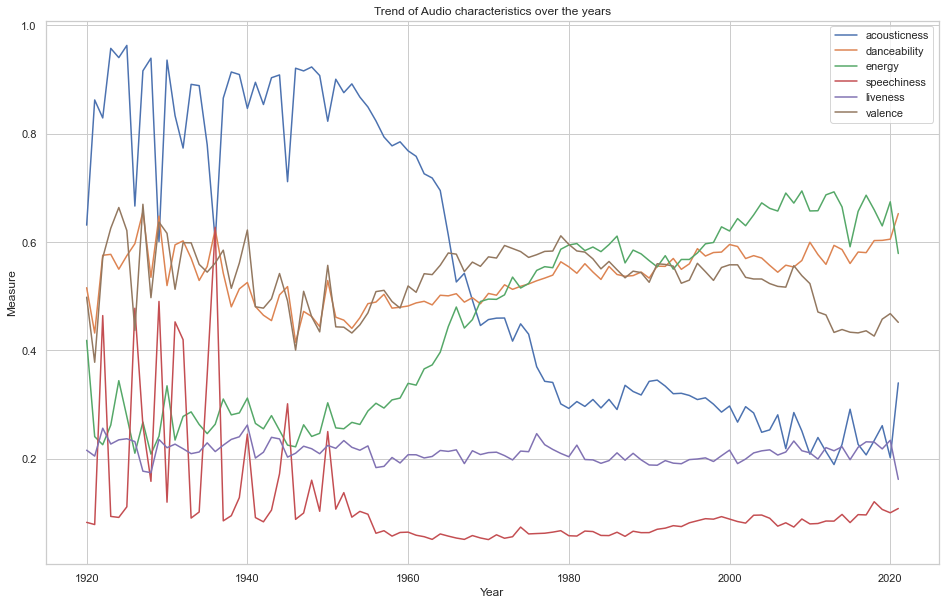 Trend of Audio characteristics over the years
1.0
0.8
0.6
0.4
0.2
Measure
acousticness
danceability
energy
speechiness
liveness
valence
1920
1940
1960
1980
2000
2020
Year